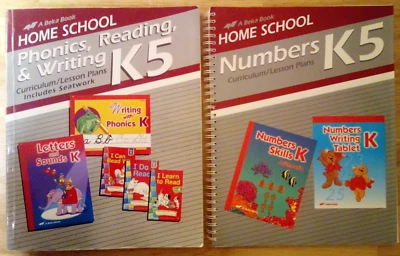 A Beka Book
HOME SCHOOL
Phonics, Reading,
& Writing K5
Curriculum/Lesson Plans
Includes Seatwork
Writing
with
Phonics K
a B b
Letters
and
Sounds K
I Can
Read
I Do
Read
I Learn
to Read
A Beka Book
HOME SCHOOL
Numbers K5
Curriculum/Lesson Plans
Numbers
Skills K
Numbers K
Writing
Tablet
25